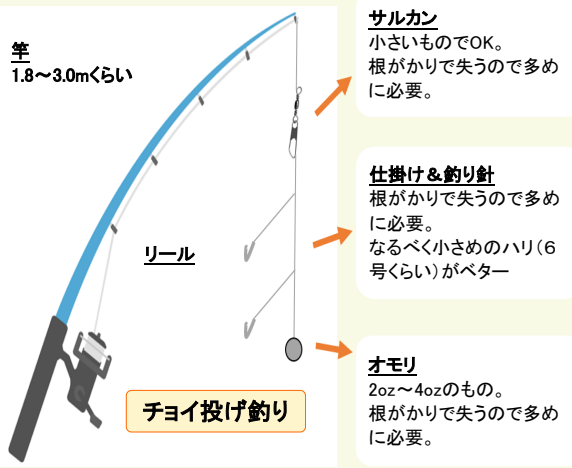 竿
1.8～3.0mくらい
リール
チョイ投げ釣り
サルカン
小さいものでOK。
根がかりで失うので多め
に必要。
仕掛け＆釣り針
根がかりで失うので多め
に必要。
なるべく小さめのハリ（6
号くらい）がベター
オモリ
2oz～4ozのもの。
根がかりで失うので多め
に必要。